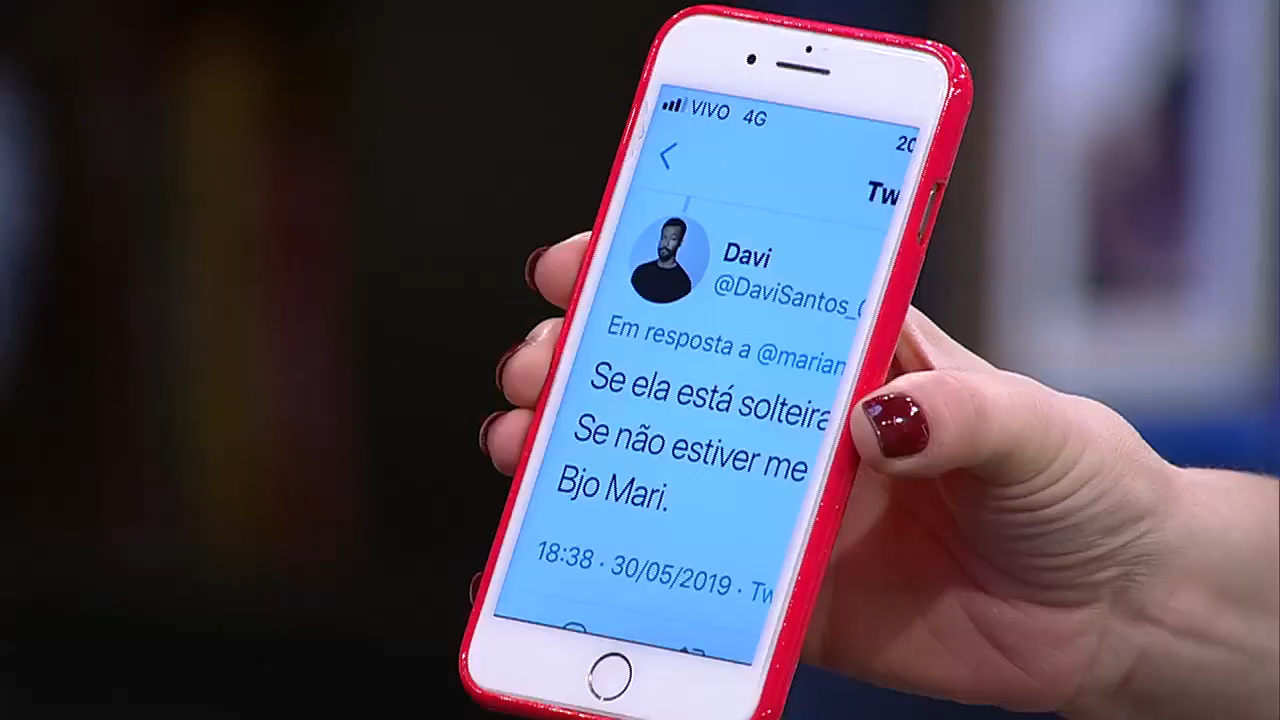 VIVO 4G 20
Tw
Davi
@DaviSantos_
Em resposta a @marian
Se ela está solteira
Se não estiver me
Bjo Mari.
18:38 · 30/05/2019 · Tw